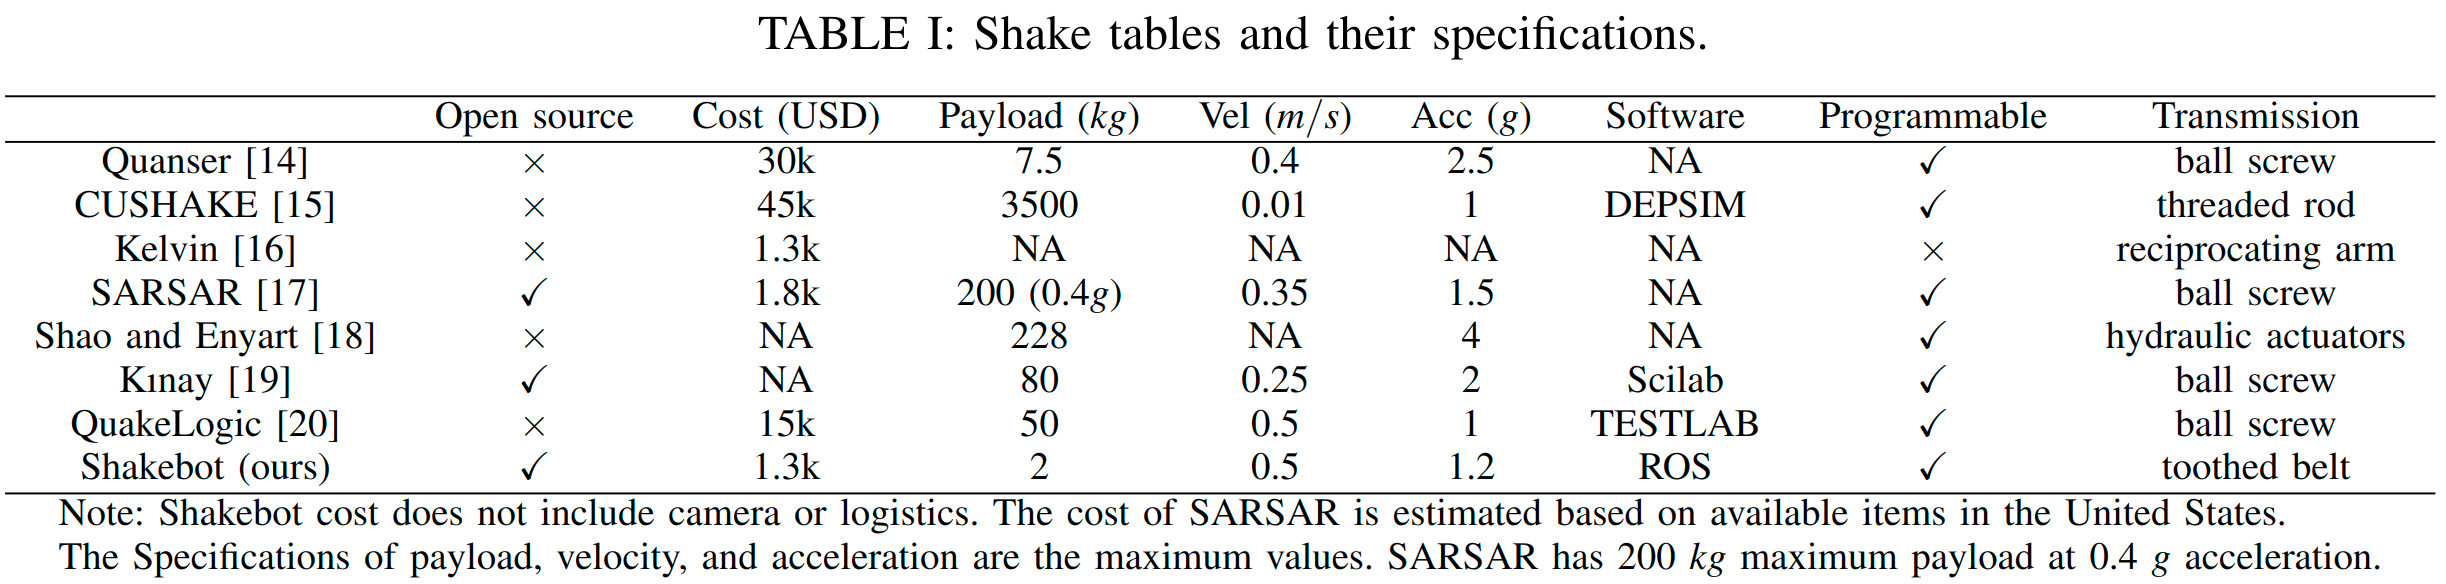 TABLE I: Shake tables and their specifications.
Open source Cost (USD) Payload (kg) Vel (m/s) Acc (g) Software Programmable Transmission
Quanser [14] × 30k 7.5 0.4 2.5 NA ✓ ball screw
CUSHAKE [15] × 45k 3500 0.01 1 DEPSIM ✓ threaded rod
Kelvin [16] × 1.3k NA NA NA NA × reciprocating arm
SARSAR [17] ✓ 1.8k 200 (0.4g) 0.35 1.5 NA ✓ ball screw
Shao and Enyart [18] × NA 228 NA 4 NA ✓ hydraulic actuators
Kınay [19] ✓ NA 80 0.25 2 Scilab ✓ ball screw
QuakeLogic [20] × 15k 50 0.5 1 TESTLAB ✓ ball screw
Shakebot (ours) ✓ 1.3k 2 0.5 1.2 ROS ✓ toothed belt
Note: Shakebot cost does not include camera or logistics. The cost of SARSAR is estimated based on available items in the United States.
The Specifications of payload, velocity, and acceleration are the maximum values. SARSAR has 200 kg maximum payload at 0.4 g acceleration.